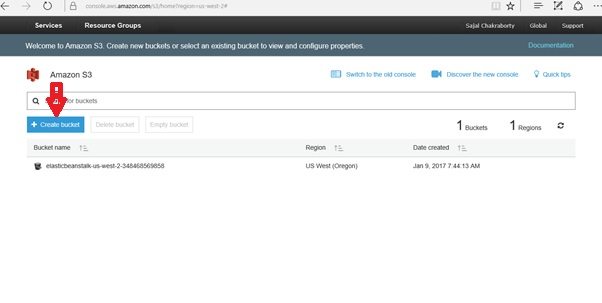 console.aws.amazon.com/s3/home?region=us-west-2#
Services Resource Groups Sajal Chakraborty Global Support
Welcome to Amazon S3. Create new buckets or select an existing bucket to view and configure properties. Documentation
Amazon S3 Switch to the old console Discover the new console Quick tips
for buckets
+ Create bucket Delete bucket Empty bucket 1 Buckets 1 Regions
Bucket name Region Date created
elasticbeanstalk-us-west-2-348468569858 US West (Oregon) Jan 9, 2017 7:44:13 AM